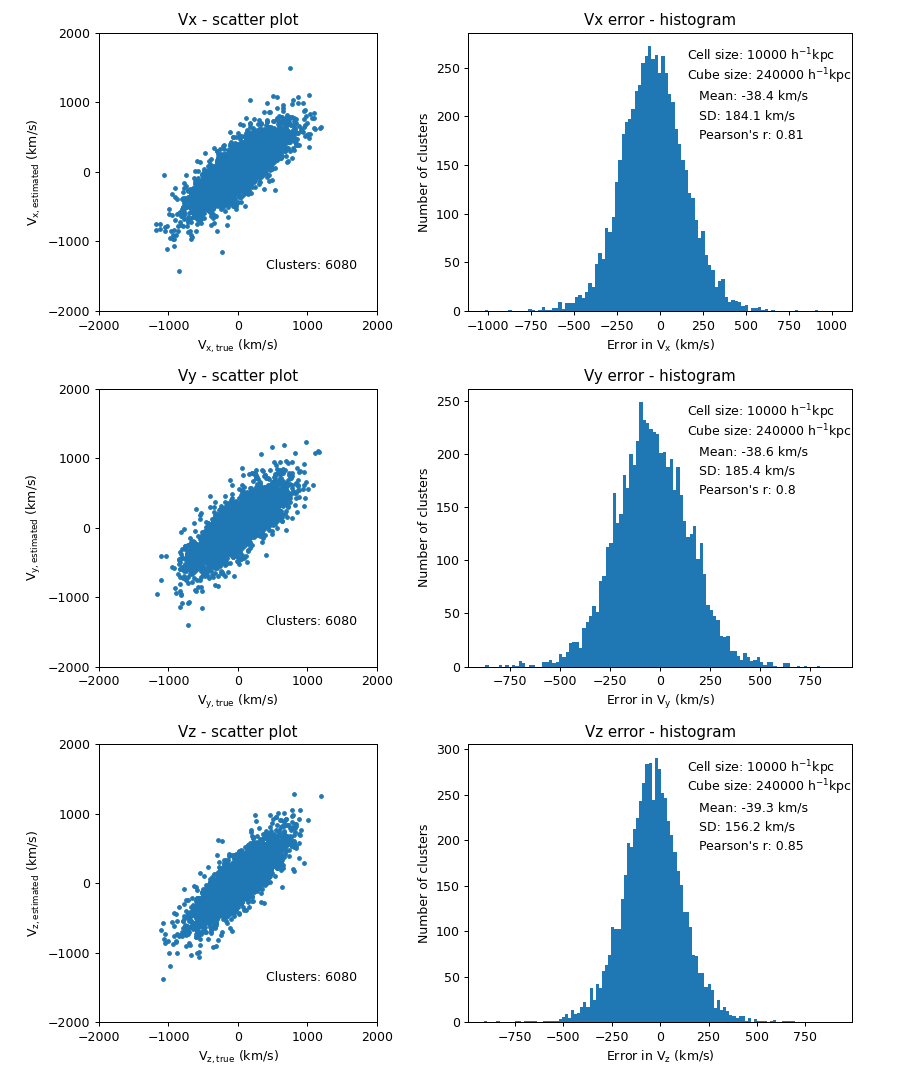 Vx - scatter plot
2000
1000
0
−1000
−2000
V_x, estimated (km/s)
Clusters: 6080
−2000 −1000 0 1000 2000
V_x, true (km/s)
Vx error - histogram
250
200
150
100
50
0
Number of clusters
Cell size: 10000 h⁻¹kpc
Cube size: 240000 h⁻¹kpc
Mean: -38.4 km/s
SD: 184.1 km/s
Pearson's r: 0.81
−1000 −750 −500 −250 0 250 500 750 1000
Error in V_x (km/s)
Vy - scatter plot
2000
1000
0
−1000
−2000
V_y, estimated (km/s)
Clusters: 6080
−2000 −1000 0 1000 2000
V_y, true (km/s)
Vy error - histogram
250
200
150
100
50
0
Number of clusters
Cell size: 10000 h⁻¹kpc
Cube size: 240000 h⁻¹kpc
Mean: -38.6 km/s
SD: 185.4 km/s
Pearson's r: 0.8
−750 −500 −250 0 250 500 750
Error in V_y (km/s)
Vz - scatter plot
2000
1000
0
−1000
−2000
V_z, estimated (km/s)
Clusters: 6080
−2000 −1000 0 1000 2000
V_z, true (km/s)
Vz error - histogram
300
250
200
150
100
50
0
Number of clusters
Cell size: 10000 h⁻¹kpc
Cube size: 240000 h⁻¹kpc
Mean: -39.3 km/s
SD: 156.2 km/s
Pearson's r: 0.85
−750 −500 −250 0 250 500 750
Error in V_z (km/s)